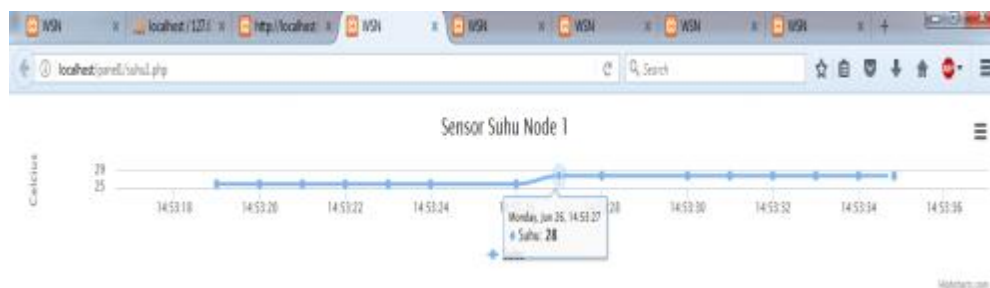 WSN
localhost / 127.0
http://localhost
WSN
WSN
WSN
WSN
WSN
localhost/panel1/suhu1.php
Search
Sensor Suhu Node 1
Celcius
29
25
14:53:18
14:53:20
14:53:22
14:53:24
28
14:53:30
14:53:32
14:53:34
14:53:36
Monday, Jun 26, 14:53:27
Suhu: 28
Highcharts.com